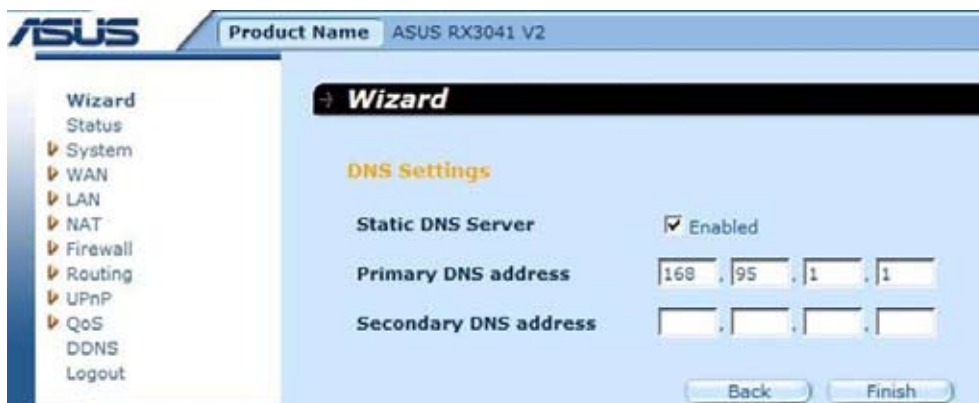 ASUS
Product Name ASUS RX3041 V2
Wizard
Status
System
WAN
LAN
NAT
Firewall
Routing
UPnP
QoS
DDNS
Logout
Wizard
DNS Settings
Static DNS Server Enabled
Primary DNS address 168 . 95 . 1 . 1
Secondary DNS address . . .
Back Finish